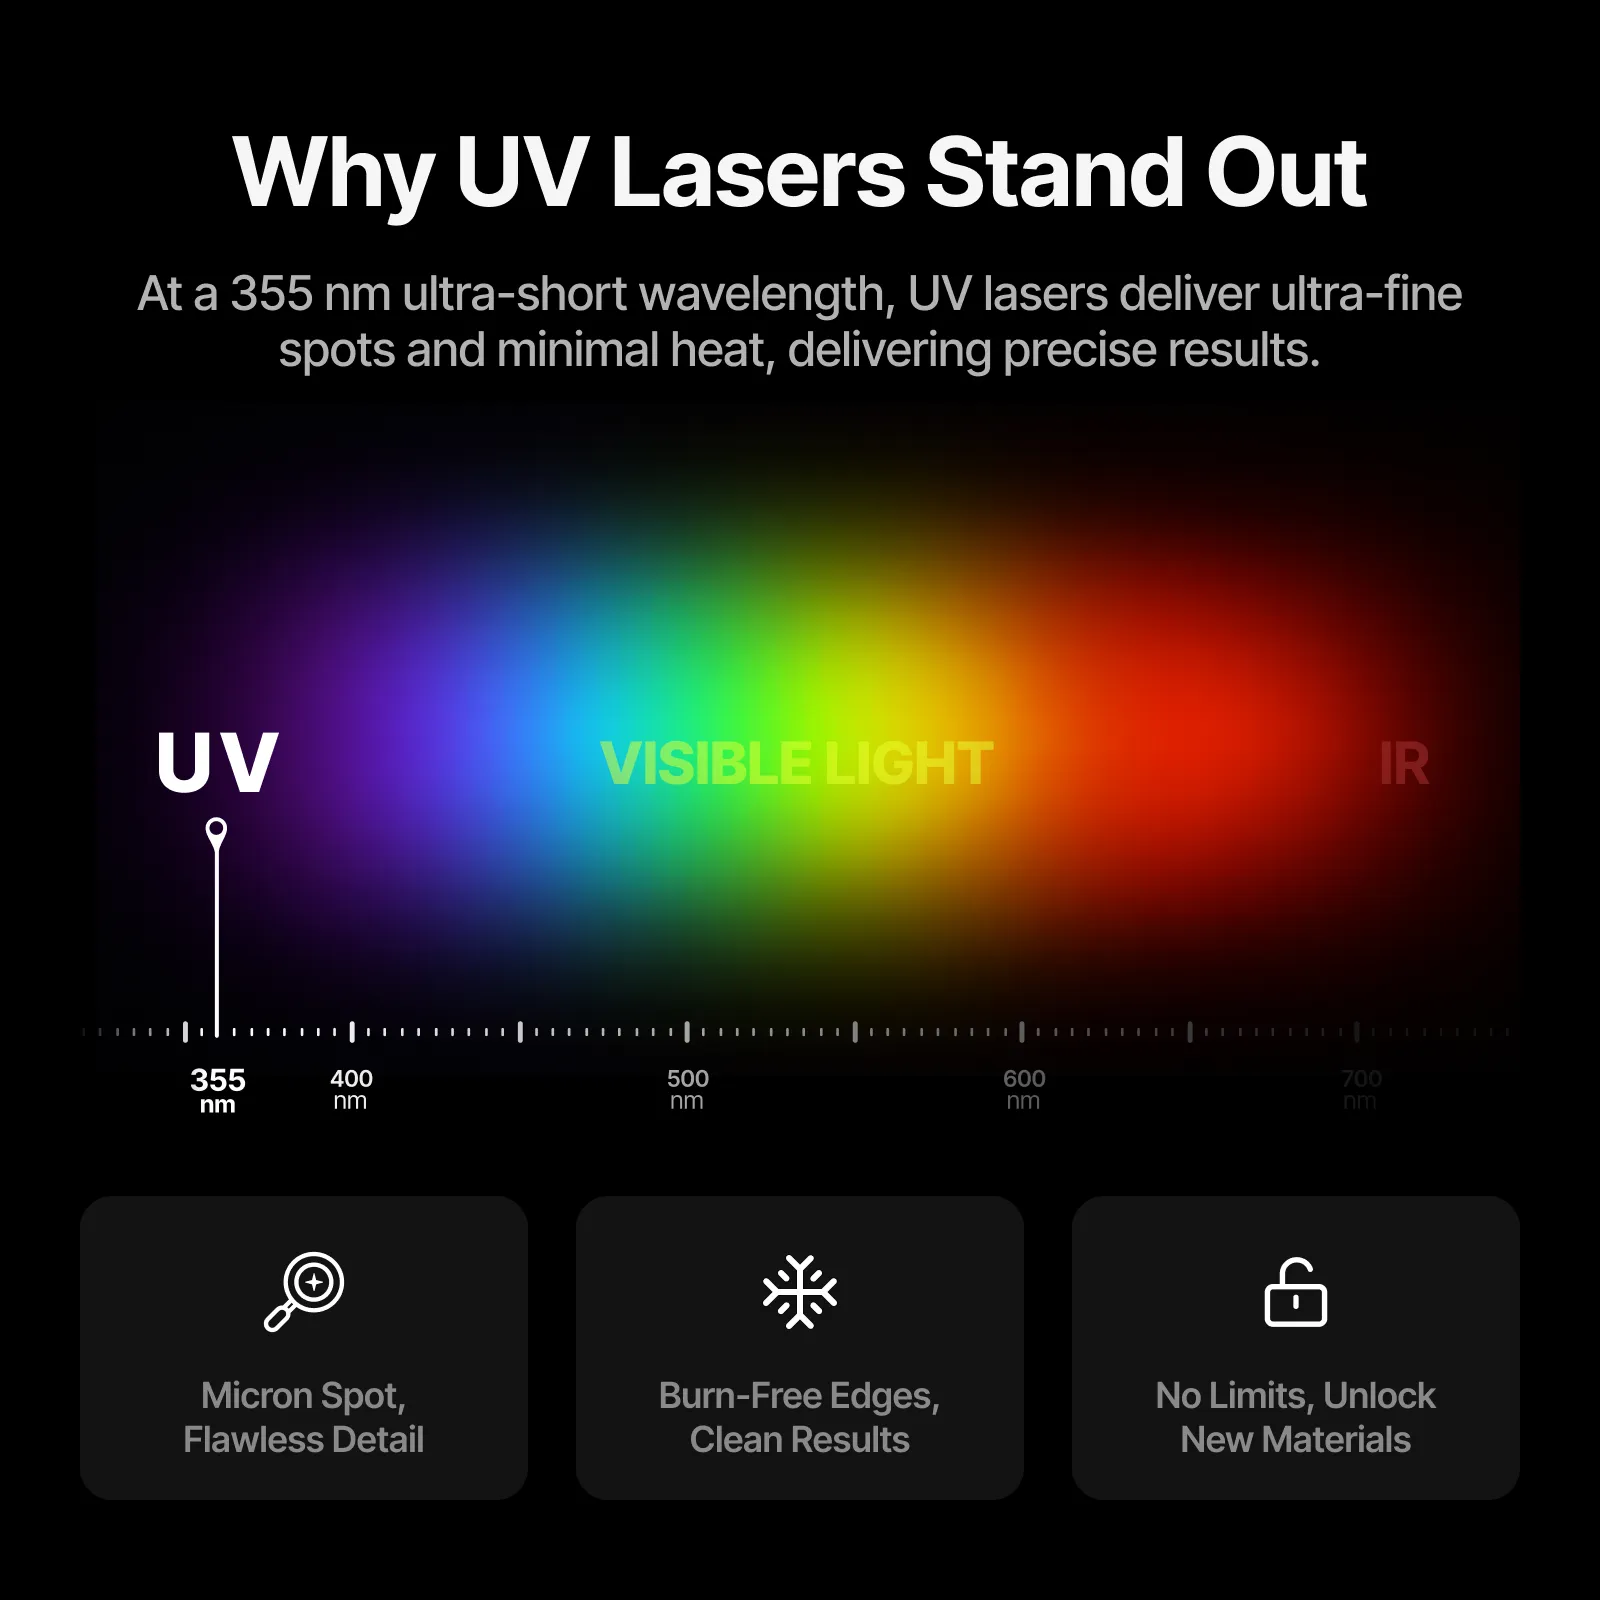 Why UV Lasers Stand Out
At a 355 nm ultra-short wavelength, UV lasers deliver ultra-fine
spots and minimal heat, delivering precise results.
UV
VISIBLE LIGHT
IR
355
nm
400
nm
500
nm
600
nm
700
nm
Micron Spot,
Flawless Detail
Burn-Free Edges,
Clean Results
No Limits, Unlock
New Materials